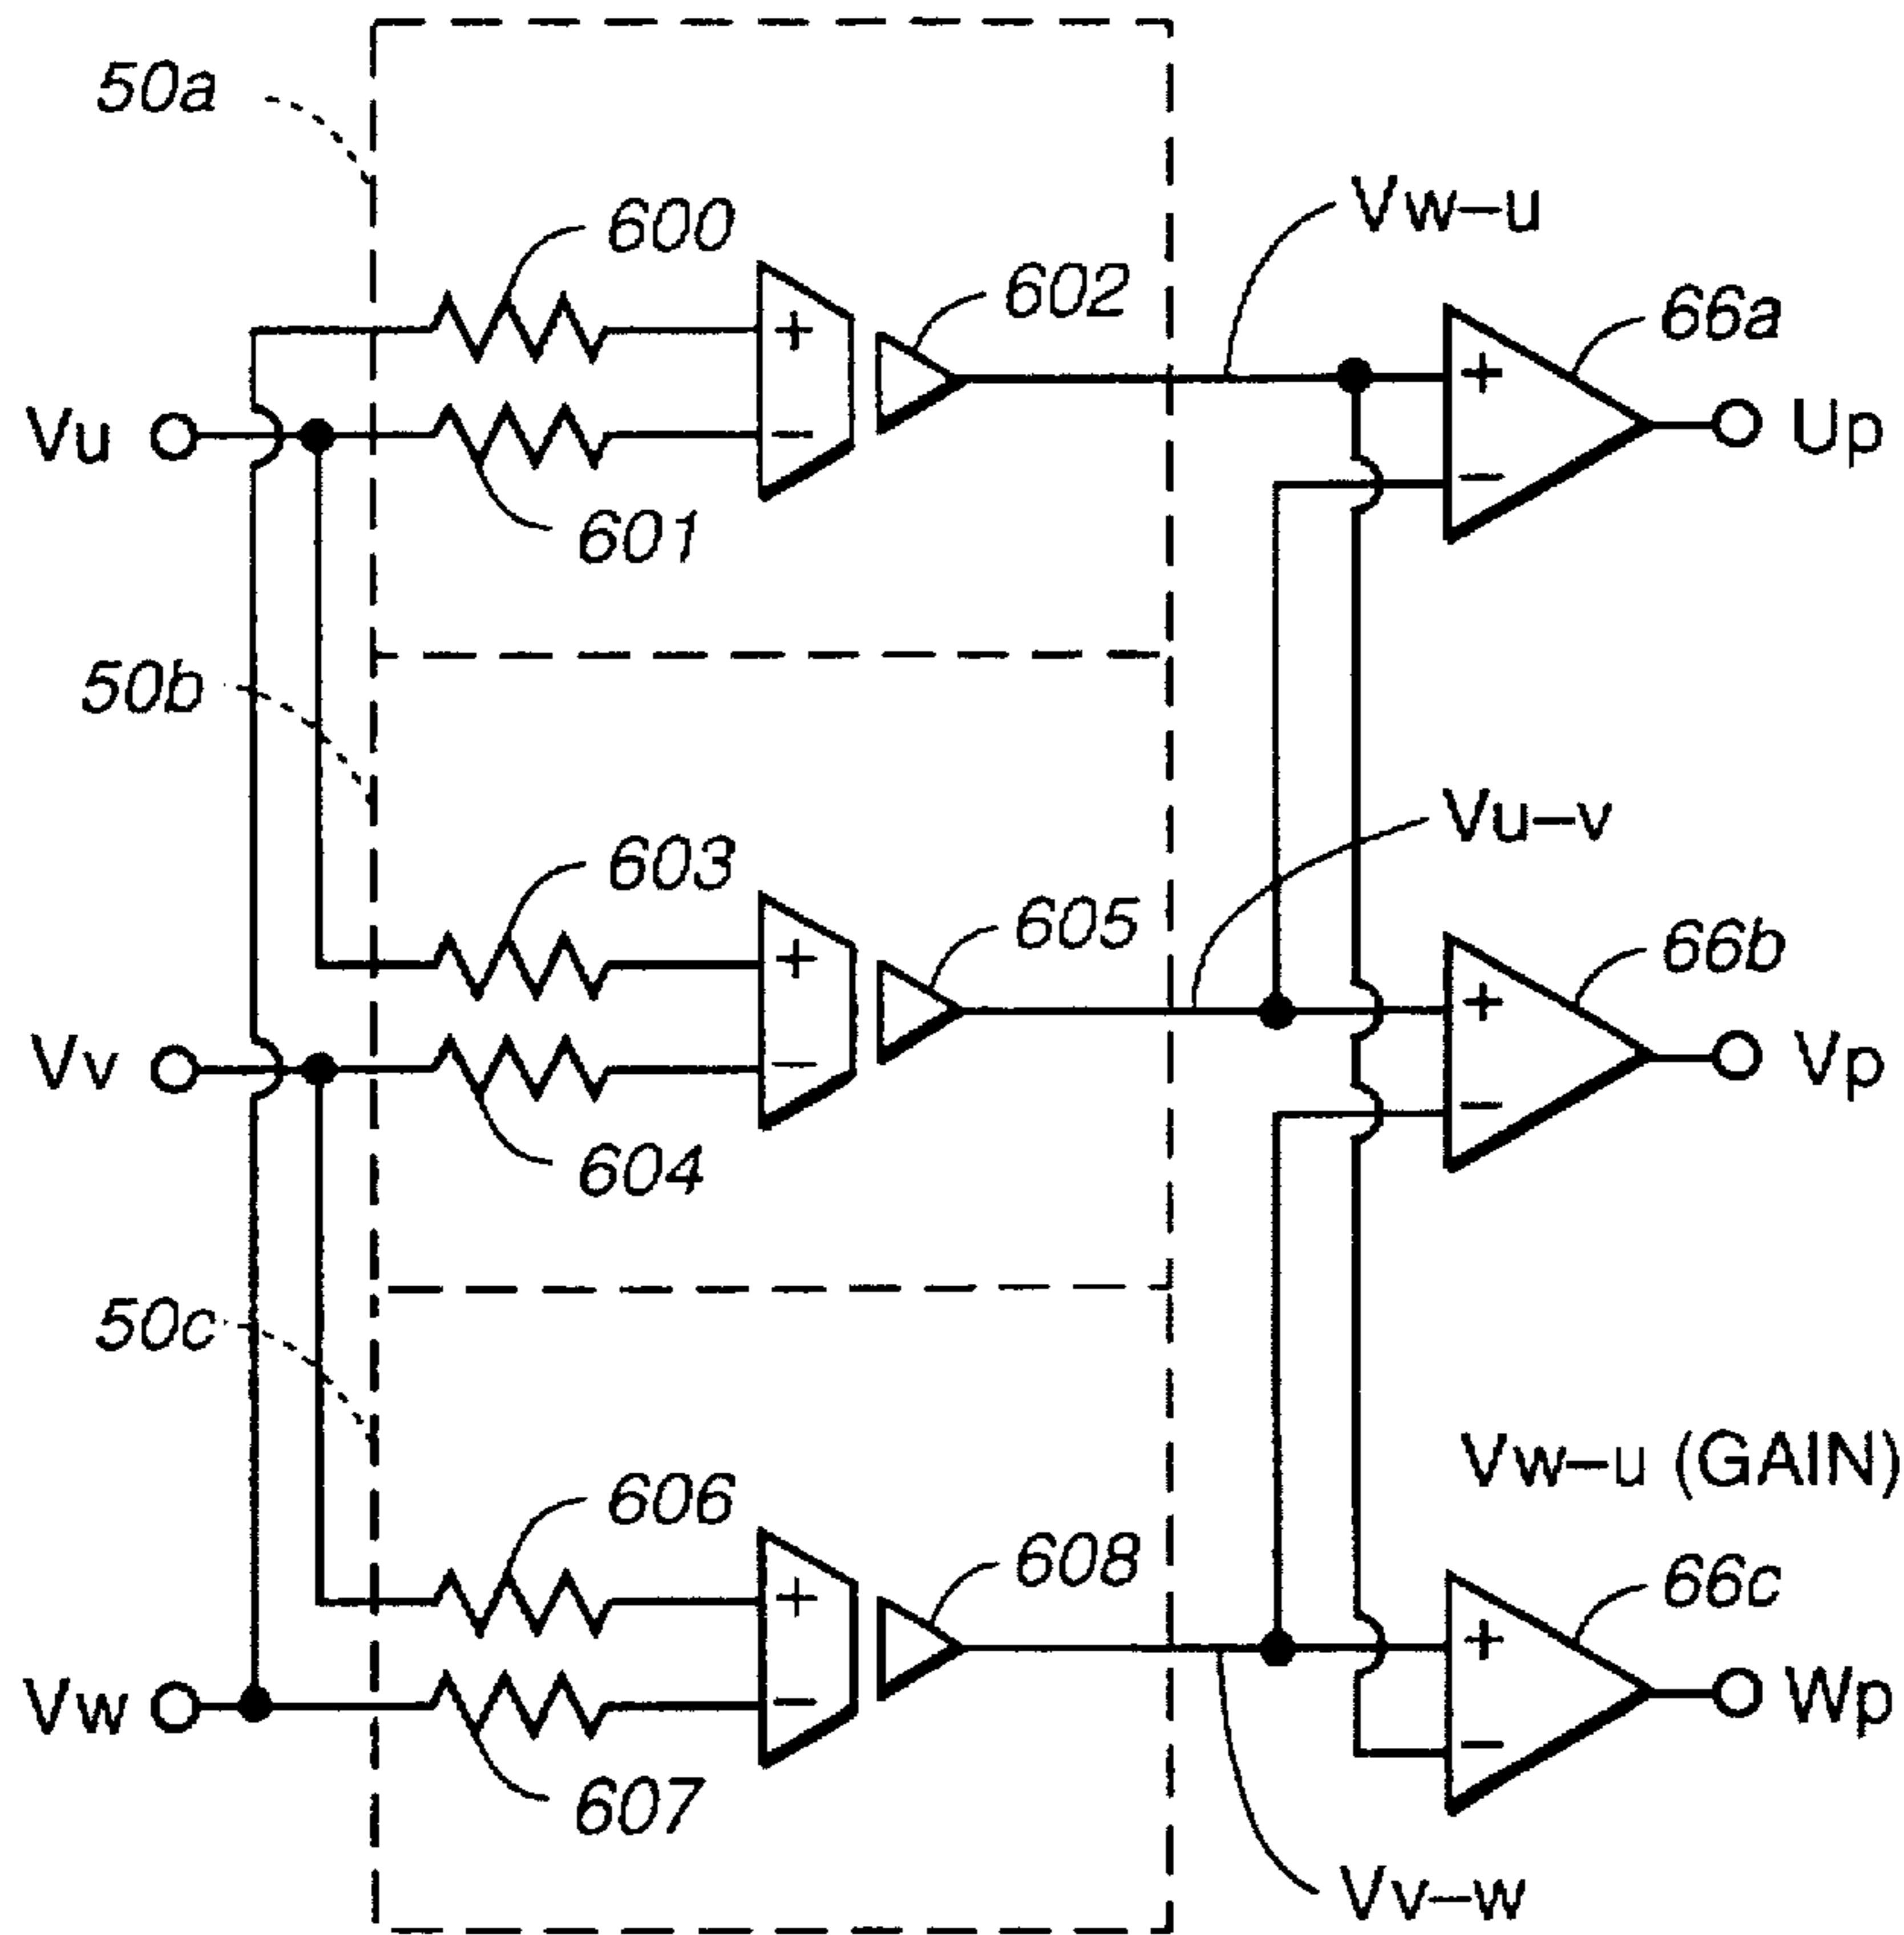 50a
600
602
Vw–u
66a
+
−
+
−
Vu
Up
601
50b
603
605
Vu–v
66b
+
−
+
−
Vv
Vp
604
50c
606
608
Vw–u (GAIN)
66c
+
−
+
−
Vw
Wp
607
Vv–w